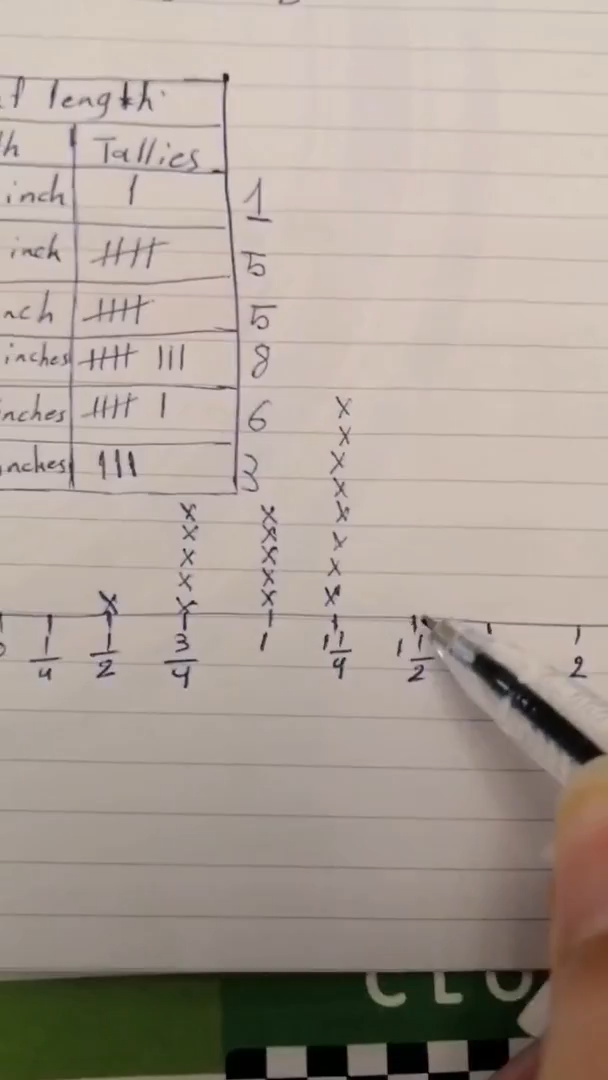 length
Tallies
inch | 1
inch 𝍸 5
nch 𝍸 5
inches 𝍸 ||| 8
nches 𝍸 | 6
nches ||| 3
x x x x x x x x
x x x x x
x x x x x
x
1/4 1/2 3/4 1 1 1/4 1 1/2 2